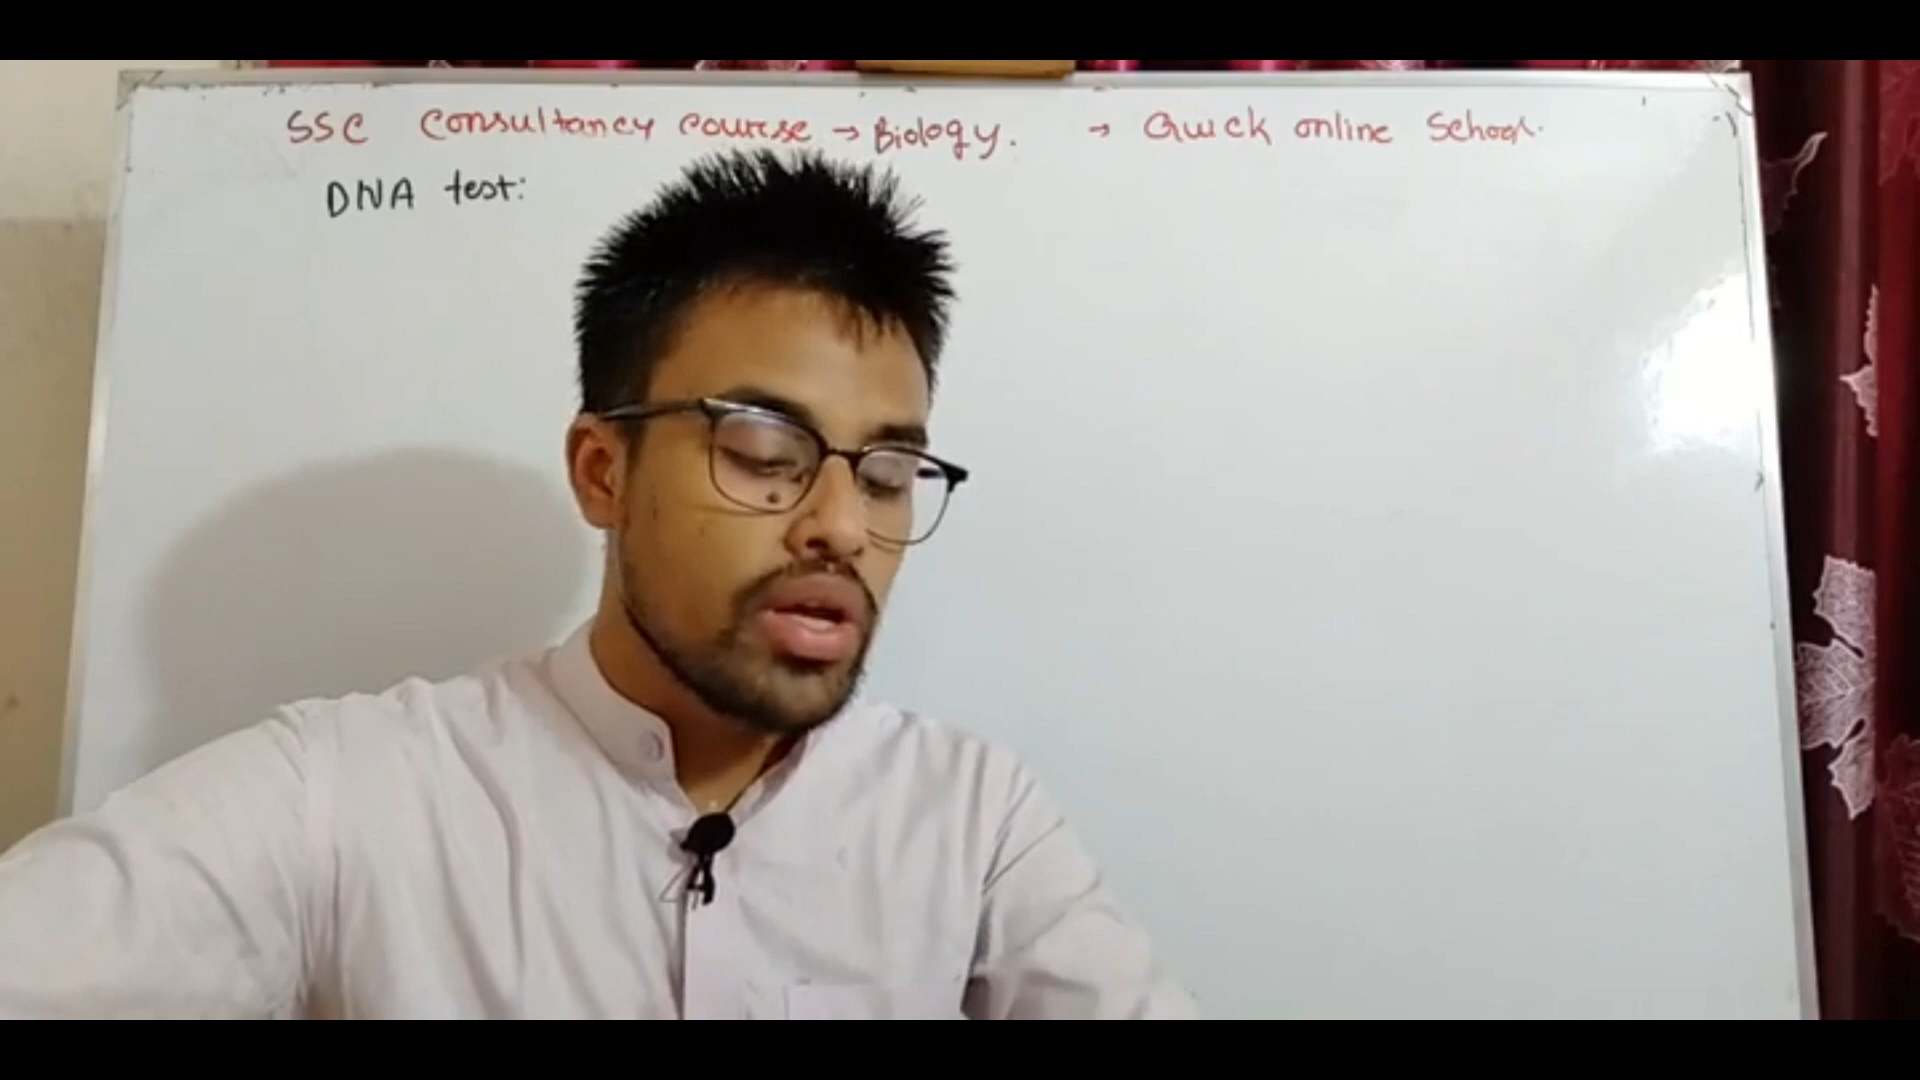 SSC Consultancy course → Biology. → Quick online School.
DNA test: